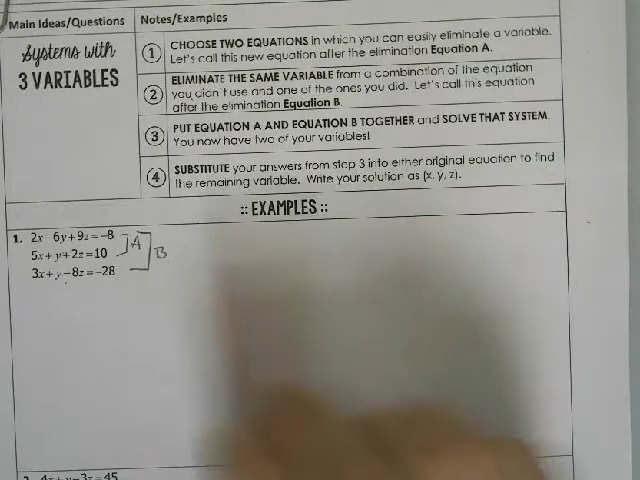 Main Ideas/Questions Notes/Examples
Systems with
3 VARIABLES
1 CHOOSE TWO EQUATIONS in which you can easily eliminate a variable.
Let's call this new equation after the elimination Equation A.
2 ELIMINATE THE SAME VARIABLE from a combination of the equation
you didn't use and one of the ones you did. Let's call this equation
after the elimination Equation B.
3 PUT EQUATION A AND EQUATION B TOGETHER and SOLVE THAT SYSTEM.
You now have two of your variables!
4 SUBSTITUTE your answers from step 3 into either original equation to find
the remaining variable. Write your solution as (x, y, z).
:: EXAMPLES ::
1. 2x 6y+9z=-8
5x+y+2z=10 A
3x+y-8z=-28 B